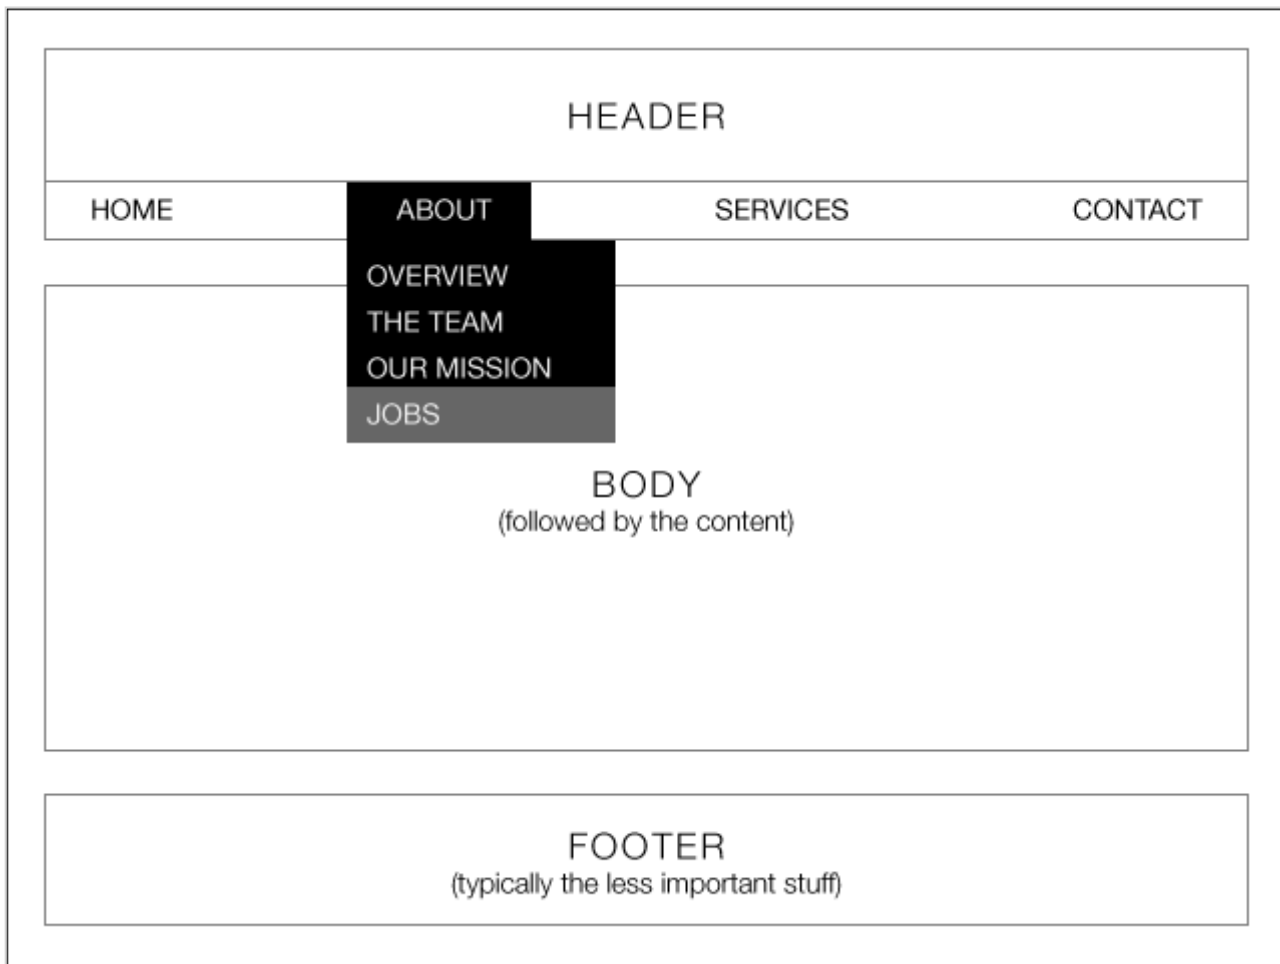 HEADER
HOME ABOUT SERVICES CONTACT
OVERVIEW
THE TEAM
OUR MISSION
JOBS
BODY
(followed by the content)
FOOTER
(typically the less important stuff)